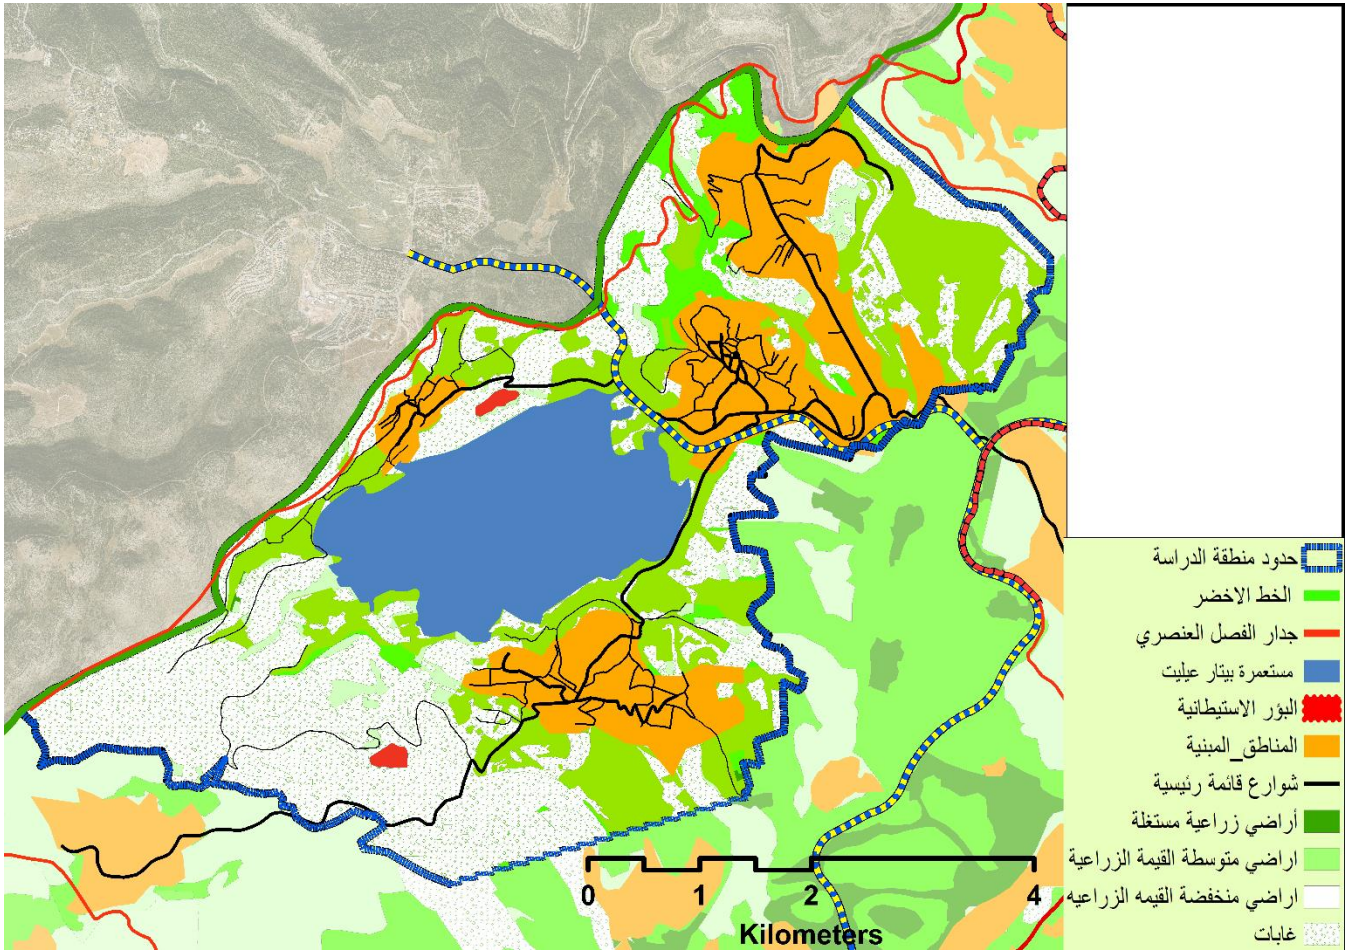 حدود منطقة الدراسة
الخط الاخضر
جدار الفصل العنصري
مستعمرة بيتار عيليت
البؤر الاستيطانية
المناطق_المبنية
شوارع قائمة رئيسية
أراضي زراعية مستغلة
اراضي متوسطة القيمة الزراعية
اراضي منخفضة القيمه الزراعيه
غابات
0 1 2 4
Kilometers